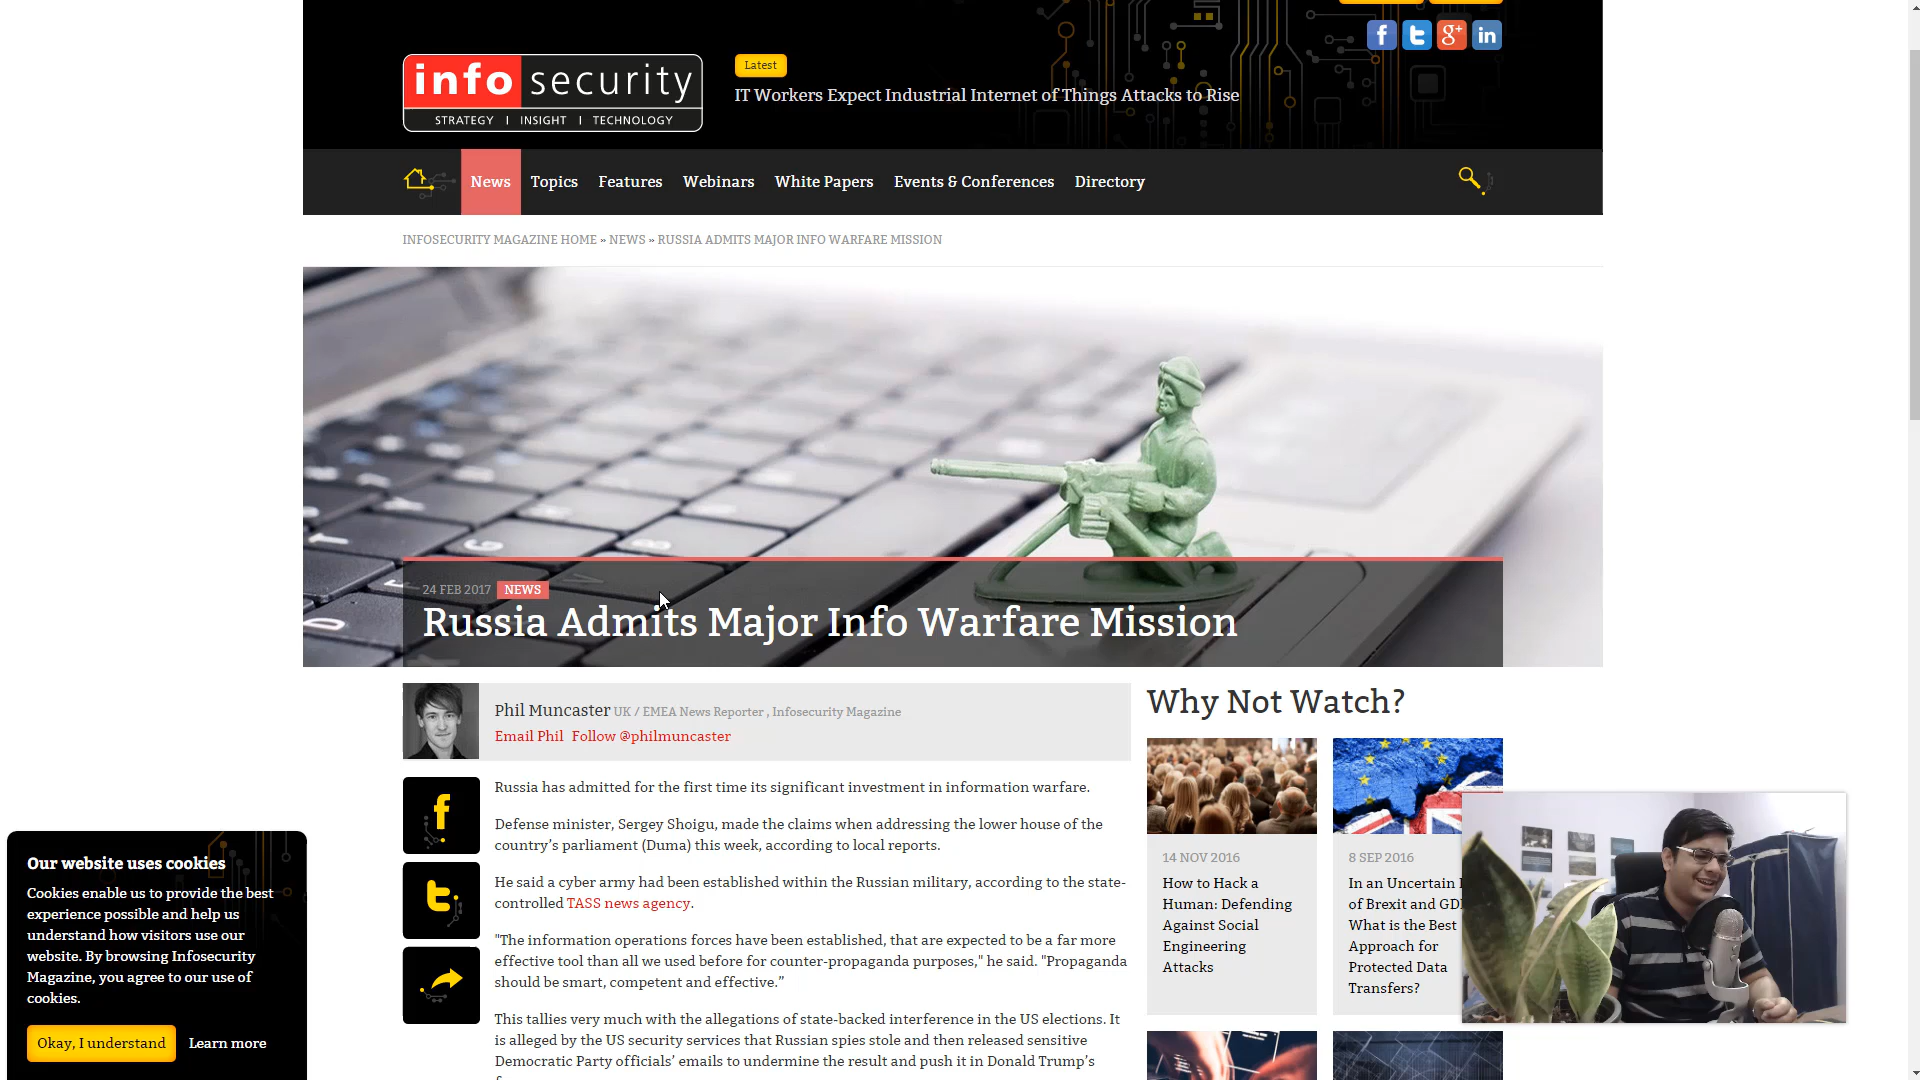 info security
STRATEGY | INSIGHT | TECHNOLOGY
Latest
IT Workers Expect Industrial Internet of Things Attacks to Rise
News Topics Features Webinars White Papers Events & Conferences Directory
INFOSECURITY MAGAZINE HOME » NEWS » RUSSIA ADMITS MAJOR INFO WARFARE MISSION
24 FEB 2017 NEWS
Russia Admits Major Info Warfare Mission
Phil Muncaster UK / EMEA News Reporter , Infosecurity Magazine
Email Phil Follow @philmuncaster
Russia has admitted for the first time its significant investment in information warfare.
Defense minister, Sergey Shoigu, made the claims when addressing the lower house of the
country’s parliament (Duma) this week, according to local reports.
He said a cyber army had been established within the Russian military, according to the state-
controlled TASS news agency.
"The information operations forces have been established, that are expected to be a far more
effective tool than all we used before for counter-propaganda purposes," he said. "Propaganda
should be smart, competent and effective.”
This tallies very much with the allegations of state-backed interference in the US elections. It
is alleged by the US security services that Russian spies stole and then released sensitive
Democratic Party officials’ emails to undermine the result and push it in Donald Trump’s
Why Not Watch?
14 NOV 2016
How to Hack a
Human: Defending
Against Social
Engineering
Attacks
8 SEP 2016
In an Uncertain
of Brexit and
What is the Best
Approach for
Protected Data
Transfers?
Our website uses cookies
Cookies enable us to provide the best
experience possible and help us
understand how visitors use our
website. By browsing Infosecurity
Magazine, you agree to our use of
cookies.
Okay, I understand Learn more